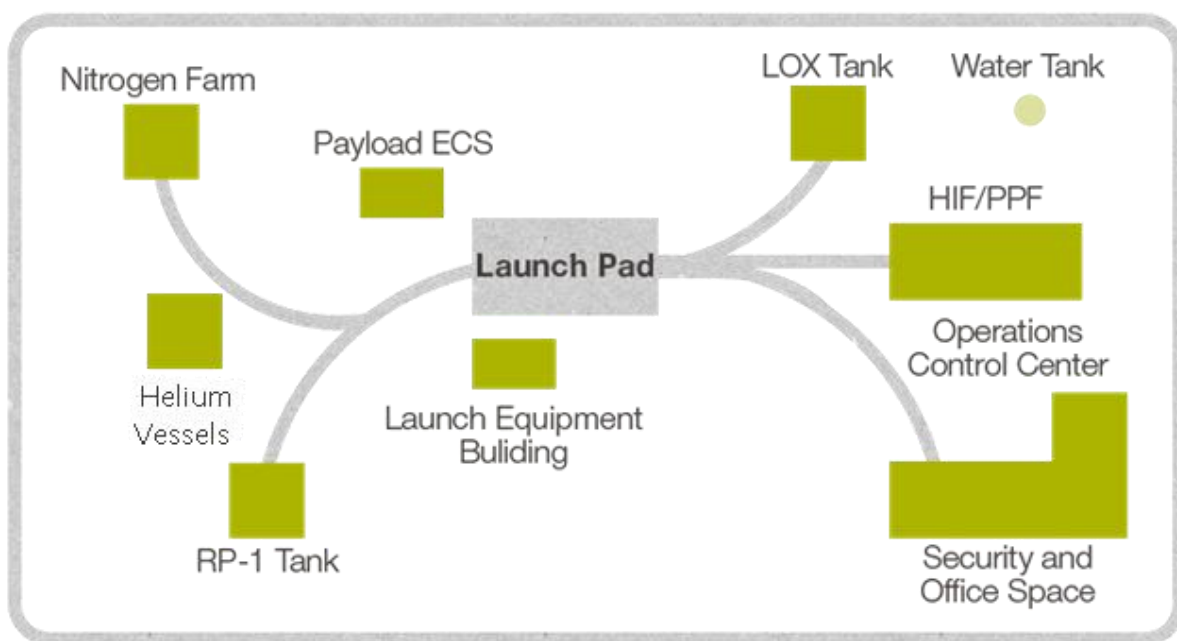 Nitrogen Farm
LOX Tank
Water Tank
Payload ECS
HIF/PPF
Launch Pad
Operations
Control Center
Helium
Vessels
Launch Equipment
Buliding
RP-1 Tank
Security and
Office Space